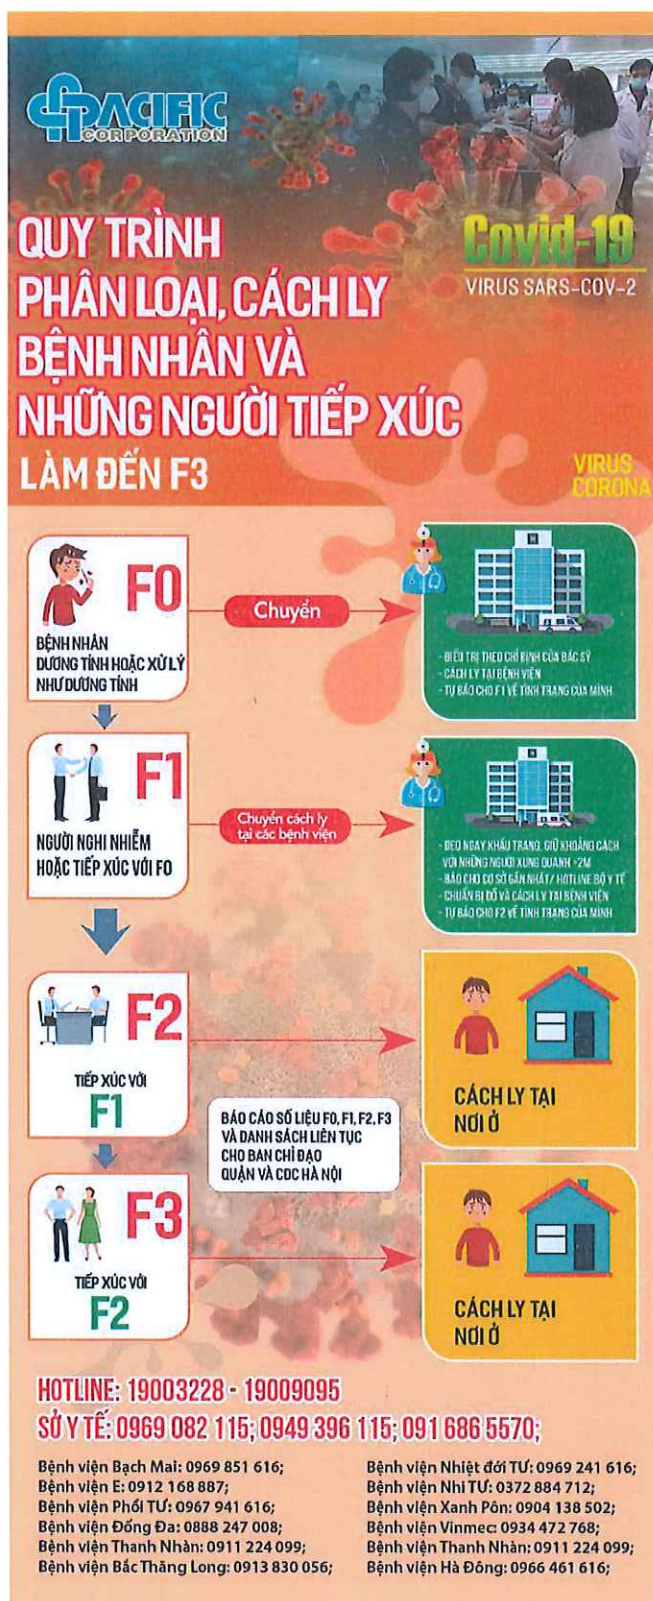 PACIFIC
CORPORATION
QUY TRÌNH
PHÂN LOẠI, CÁCH LY
BỆNH NHÂN VÀ
NHỮNG NGƯỜI TIẾP XÚC
LÀM ĐẾN F3
Covid-19
VIRUS SARS-COV-2
VIRUS
CORONA
F0
BỆNH NHÂN
DƯƠNG TÍNH HOẶC XỬ LÝ
NHƯ DƯƠNG TÍNH
Chuyển
- ĐIỀU TRỊ THEO CHỈ ĐỊNH CỦA BÁC SỸ
- CÁCH LY TẠI BỆNH VIỆN
- TỰ BÁO CHO F1 VỀ TÌNH TRẠNG CỦA MÌNH
F1
NGƯỜI NGHI NHIỄM
HOẶC TIẾP XÚC VỚI F0
Chuyển cách ly
tại các bệnh viện
- ĐEO NGAY KHẨU TRANG, GIỮ KHOẢNG CÁCH
VỚI NHỮNG NGƯỜI XUNG QUANH >2M
- BÁO CHO CƠ SỞ GẦN NHẤT/ HOTLINE BỘ Y TẾ
- CHUẨN BỊ ĐỒ VÀ CÁCH LY TẠI BỆNH VIỆN
- TỰ BÁO CHO F2 VỀ TÌNH TRẠNG CỦA MÌNH
F2
TIẾP XÚC VỚI
F1
CÁCH LY TẠI
NƠI Ở
BÁO CÁO SỐ LIỆU F0, F1, F2, F3
VÀ DANH SÁCH LIÊN TỤC
CHO BAN CHỈ ĐẠO
QUẬN VÀ CDC HÀ NỘI
F3
TIẾP XÚC VỚI
F2
CÁCH LY TẠI
NƠI Ở
HOTLINE: 19003228 - 19009095
SỞ Y TẾ: 0969 082 115; 0949 396 115; 091 686 5570;
Bệnh viện Bạch Mai: 0969 851 616;
Bệnh viện E: 0912 168 887;
Bệnh viện Phổi TƯ: 0967 941 616;
Bệnh viện Đống Đa: 0888 247 008;
Bệnh viện Thanh Nhàn: 0911 224 099;
Bệnh viện Bắc Thăng Long: 0913 830 056;
Bệnh viện Nhiệt đới TƯ: 0969 241 616;
Bệnh viện Nhi TƯ: 0372 884 712;
Bệnh viện Xanh Pôn: 0904 138 502;
Bệnh viện Vinmec: 0934 472 768;
Bệnh viện Thanh Nhàn: 0911 224 099;
Bệnh viện Hà Đông: 0966 461 616;